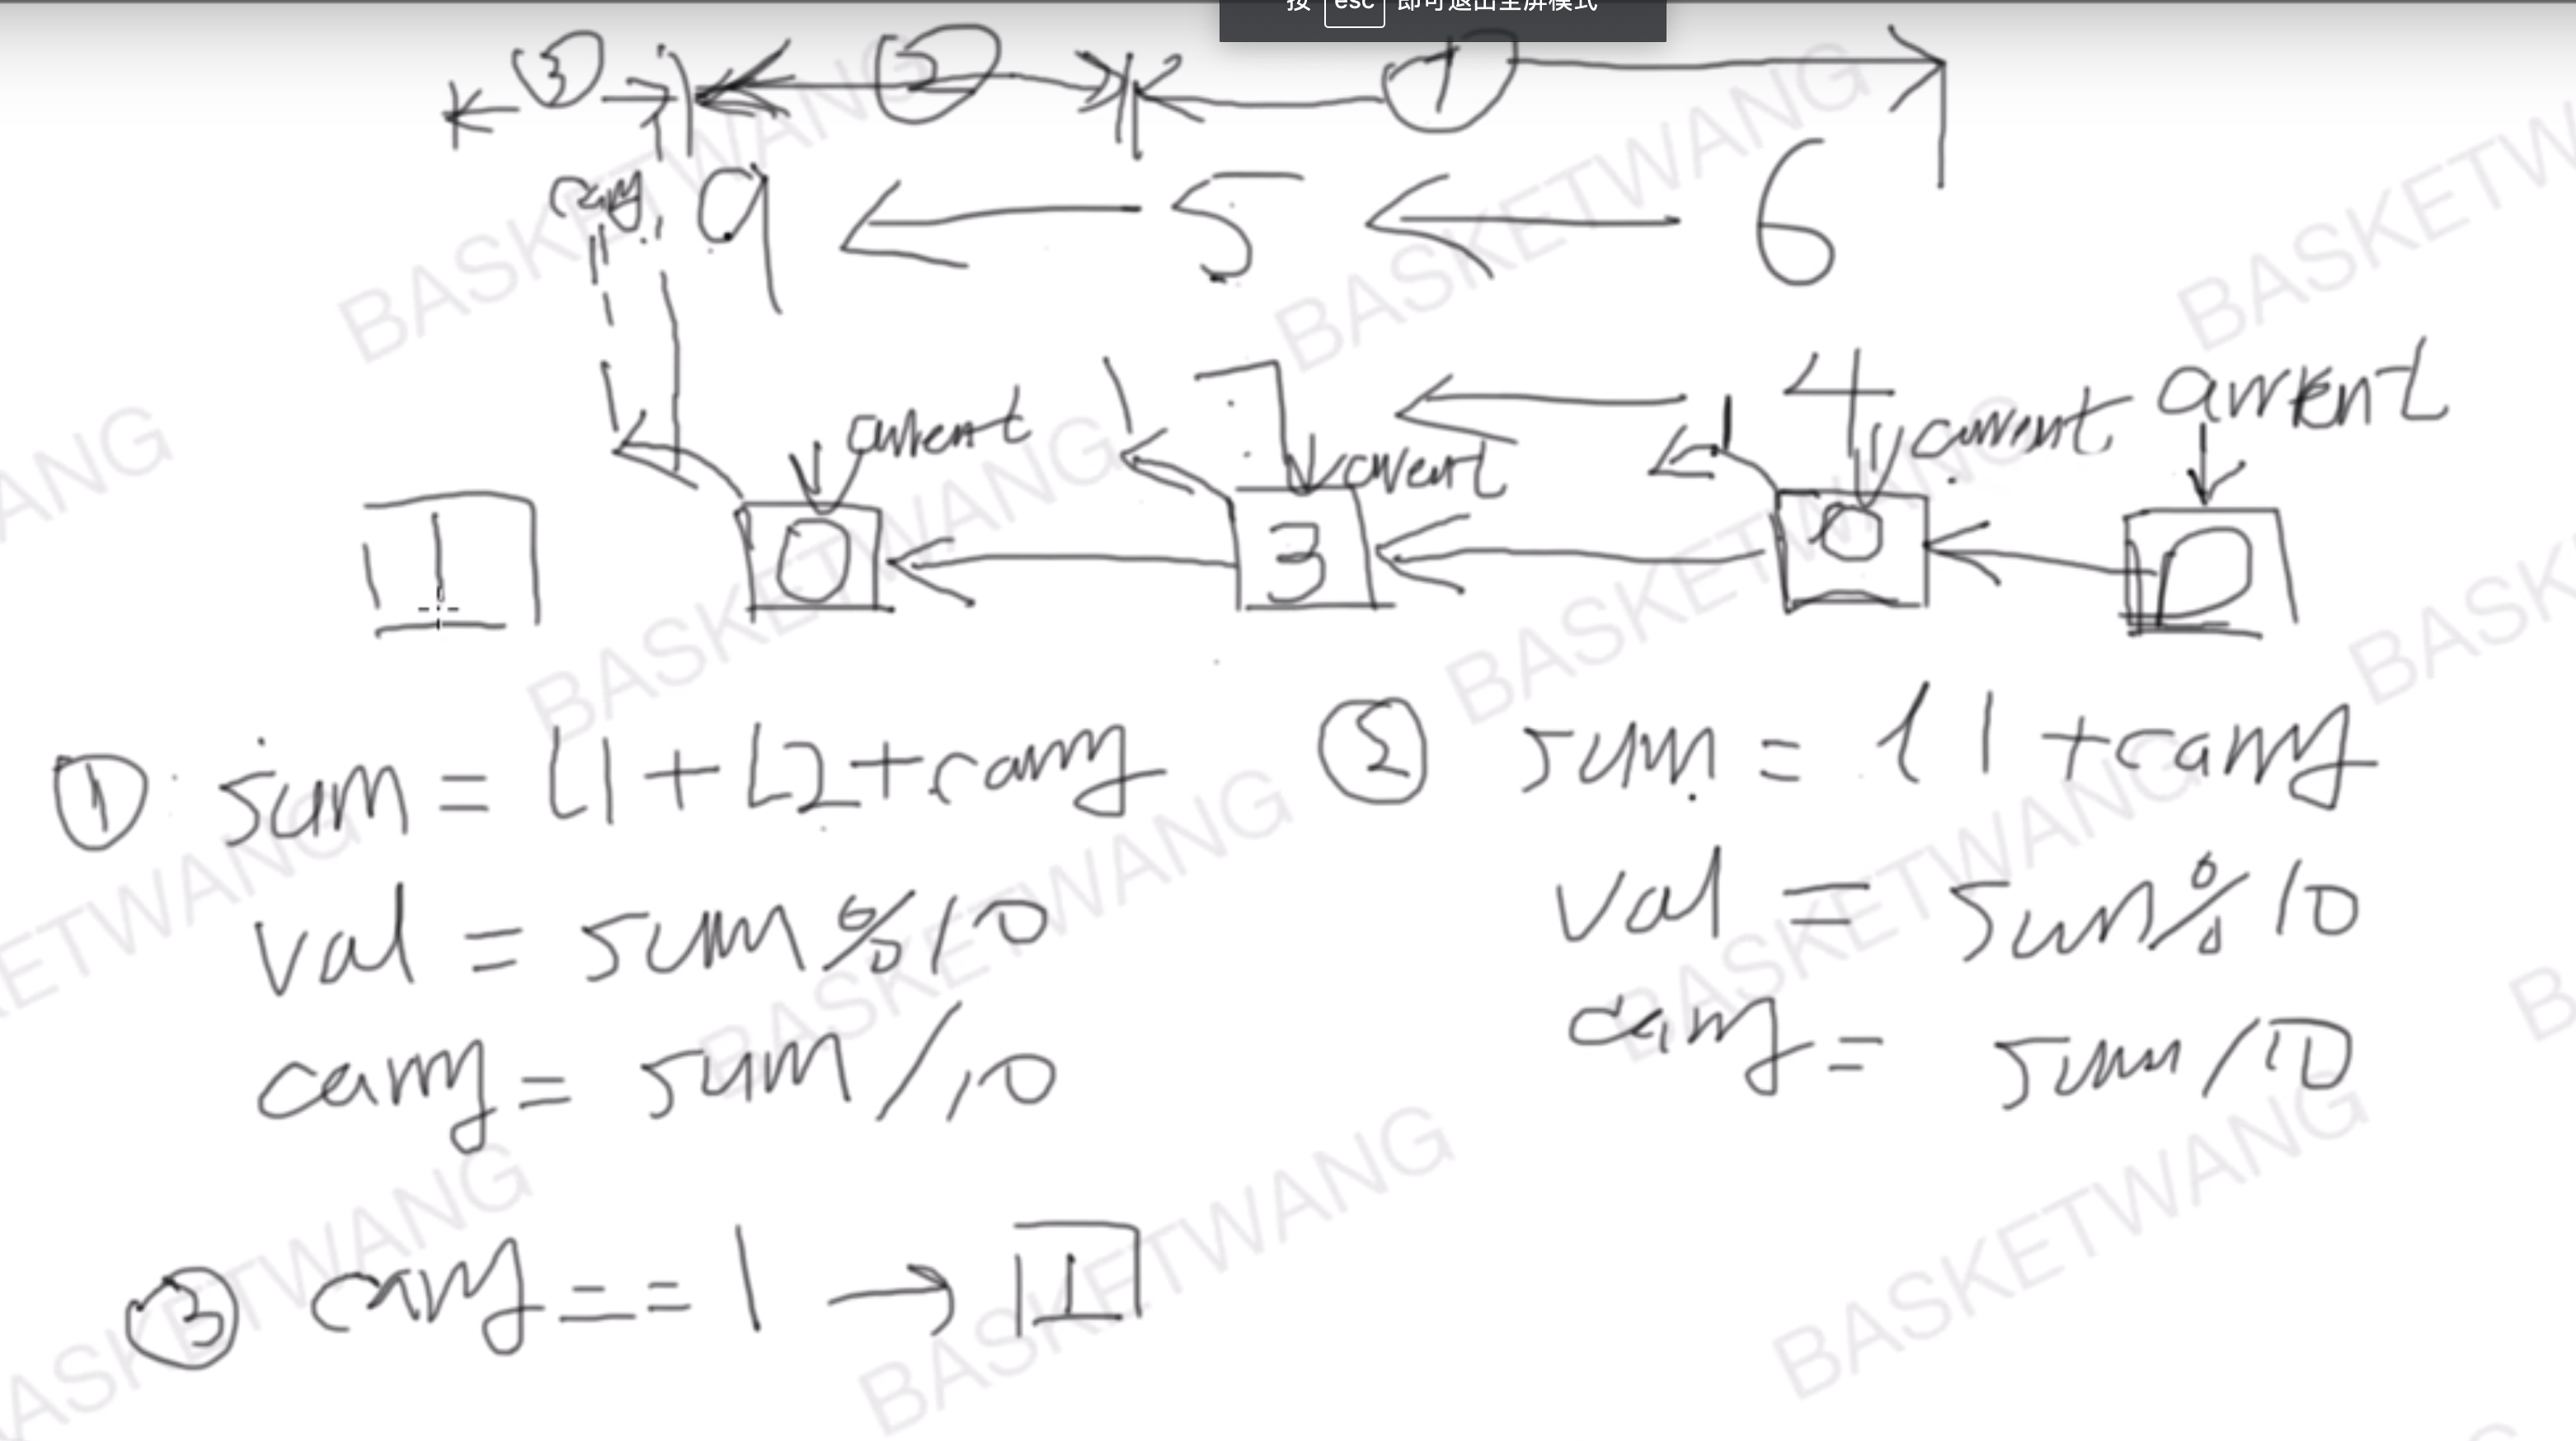 按 esc 即可退出全屏模式
③ ② ①
carry 9 5 6
7 4
current current current current
1 0 3 0 D
① sum = l1 + l2 + carry
val = sum % 10
carry = sum / 10
② sum = l1 + carry
val = sum % 10
carry = sum / 10
③ carry == 1 → 1
BASKETWANG